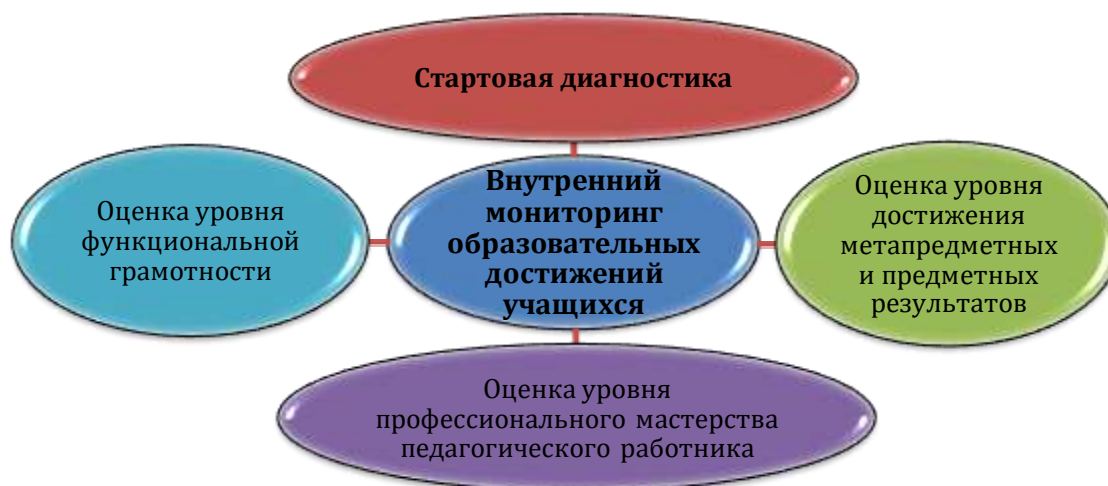 Стартовая диагностика
Оценка уровня
функциональной
грамотности
Внутренний
мониторинг
образовательных
достижений
учащихся
Оценка уровня
достижения
метапредметных
и предметных
результатов
Оценка уровня
профессионального мастерства
педагогического работника